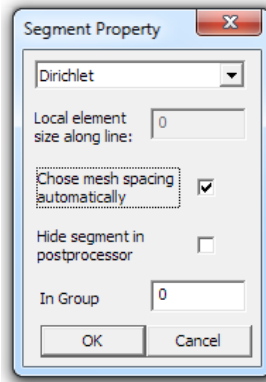 Segment Property
Dirichlet
Local element
size along line:
0
Chose mesh spacing
automatically
Hide segment in
postprocessor
In Group
0
OK
Cancel